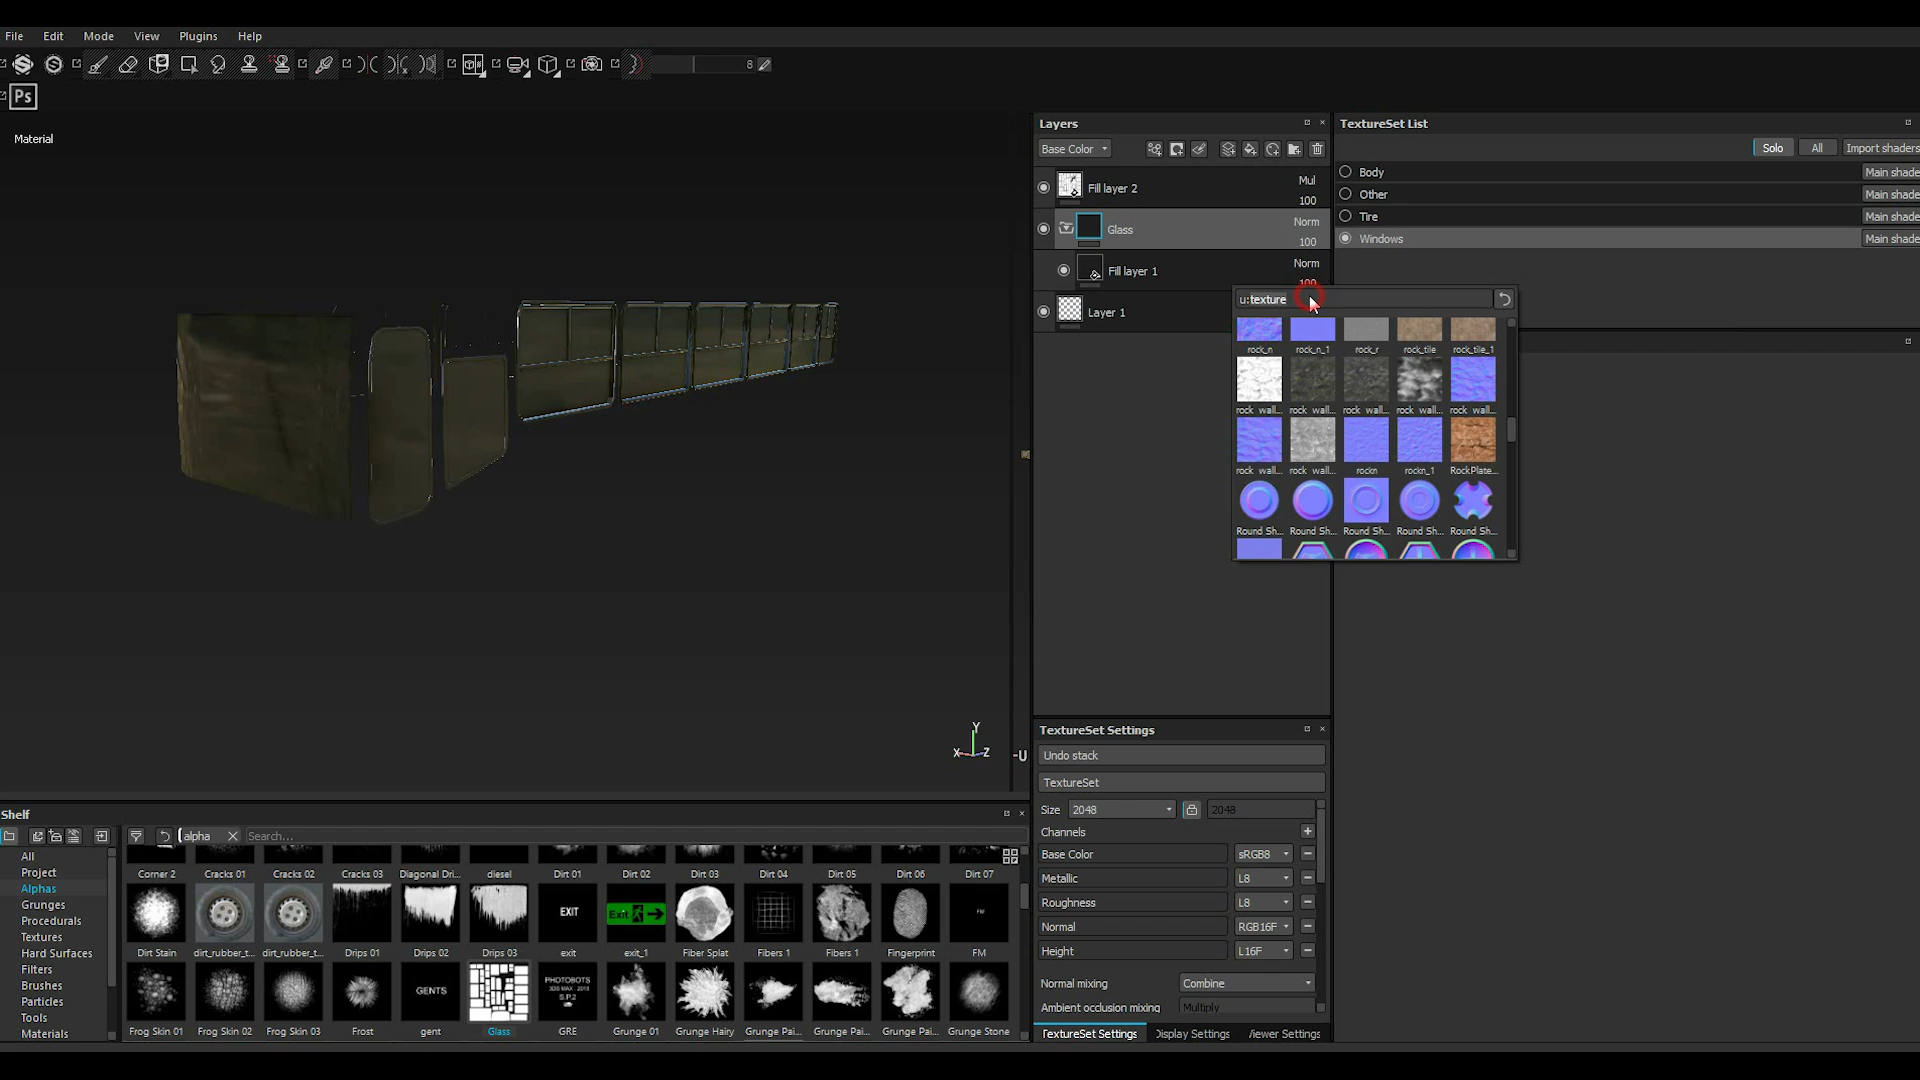 File Edit Mode View Plugins Help
8
Ps
Material
Layers
TextureSet List
Base Color
Solo All Import shaders
Fill layer 2 Mul 100
Body Main shade
Other Main shade
Tire Main shade
Windows Main shade
Glass Norm 100
Fill layer 1 Norm 100
u:texture
Layer 1
rock_n rock_n_1 rock_r rock_tile rock_tile_1
rock_wall... rock_wall... rock_wall... rock_wall... rock_wall...
rock_wall... rock_wall... rockn rockn_1 RockPlate...
Round Sh... Round Sh... Round Sh... Round Sh... Round Sh...
Y
X Z
-U
TextureSet Settings
Undo stack
TextureSet
Size 2048 2048
Channels
Base Color sRGB8
Metallic L8
Roughness L8
Normal RGB16F
Height L16F
Normal mixing Combine
Ambient occlusion mixing Multiply
TextureSet Settings Display Settings Viewer Settings
Shelf
alpha Search...
All
Project
Alphas
Grunges
Procedurals
Textures
Hard Surfaces
Filters
Brushes
Particles
Tools
Materials
Corner 2 Cracks 01 Cracks 02 Cracks 03 Diagonal Dri... diesel Dirt 01 Dirt 02 Dirt 03 Dirt 04 Dirt 05 Dirt 06 Dirt 07
EXIT Exit FM
Dirt Stain dirt_rubber_t... dirt_rubber_t... Drips 01 Drips 02 Drips 03 exit exit_1 Fiber Splat Fibers 1 Fibers 1 Fingerprint FM
GENTS
PHOTOBOTS
3DS MAX . 2018
S.P.2
Frog Skin 01 Frog Skin 02 Frog Skin 03 Frost gent Glass GRE Grunge 01 Grunge Hairy Grunge Pai... Grunge Pai... Grunge Pai... Grunge Stone